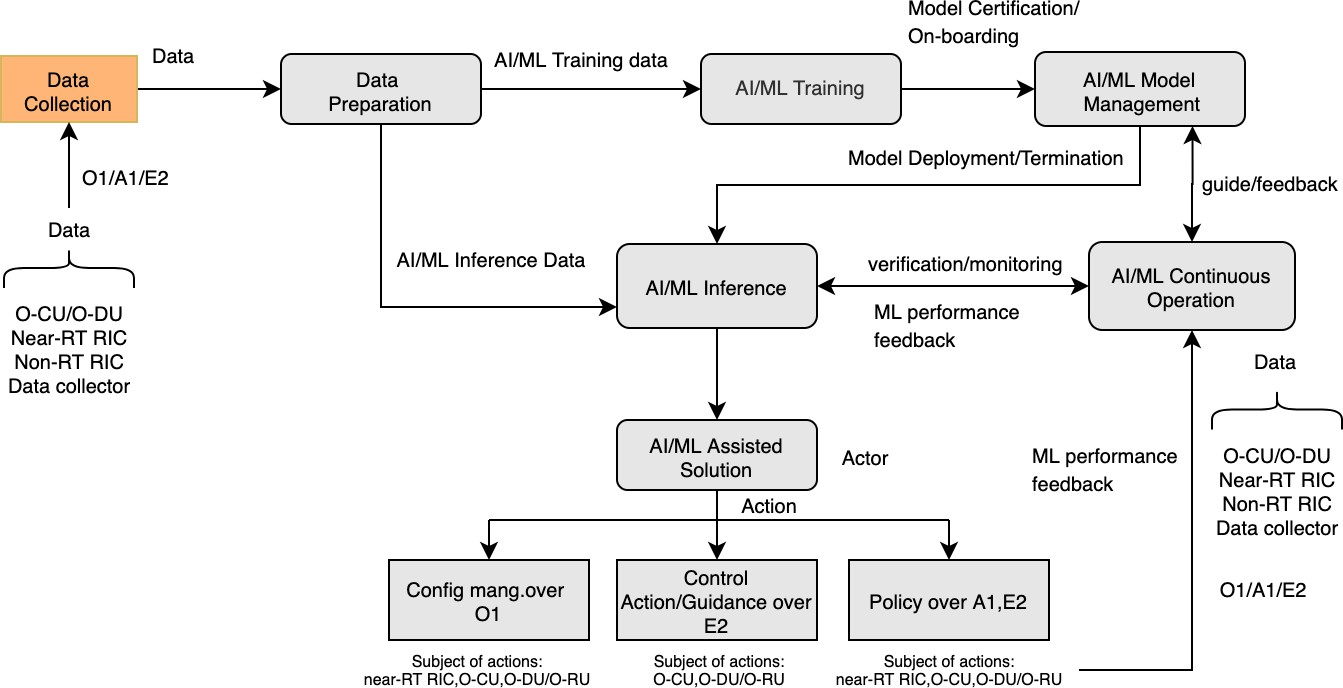 Model Certification/
On-boarding
Data
AI/ML Training data
Data
Collection
Data
Preparation
AI/ML Training
AI/ML Model
Management
Model Deployment/Termination
O1/A1/E2
guide/feedback
Data
AI/ML Inference Data
verification/monitoring
AI/ML Inference
AI/ML Continuous
Operation
ML performance
feedback
O-CU/O-DU
Near-RT RIC
Non-RT RIC
Data collector
Data
AI/ML Assisted
Solution
Actor
ML performance
feedback
O-CU/O-DU
Near-RT RIC
Non-RT RIC
Data collector
Action
Config mang.over
O1
Control
Action/Guidance over
E2
Policy over A1,E2
O1/A1/E2
Subject of actions:
near-RT RIC,O-CU,O-DU/O-RU
Subject of actions:
O-CU,O-DU/O-RU
Subject of actions:
near-RT RIC,O-CU,O-DU/O-RU